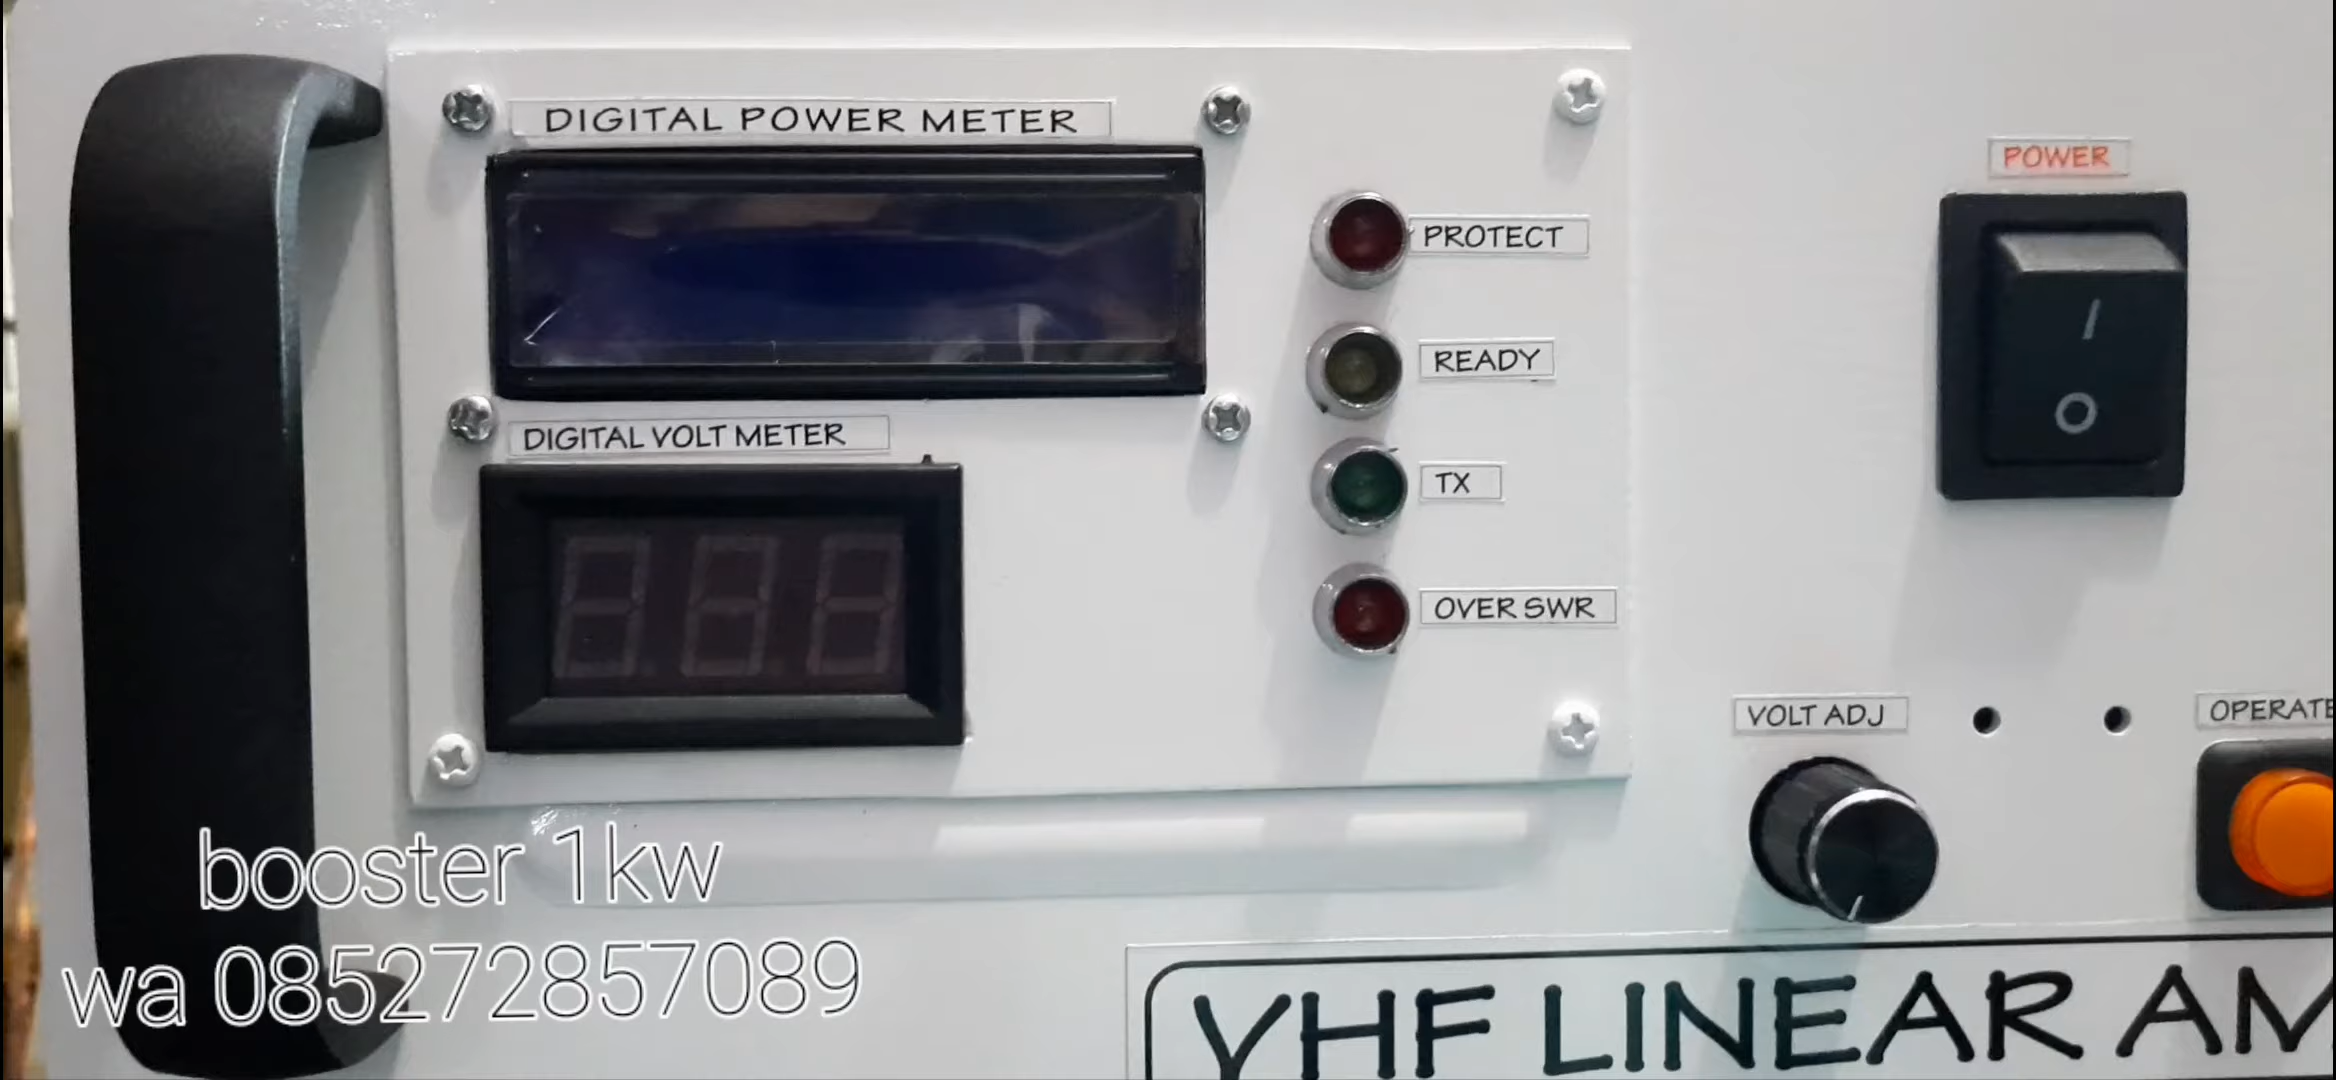 DIGITAL POWER METER
POWER
PROTECT
READY
DIGITAL VOLT METER
TX
OVER SWR
VOLT ADJ
OPERATE
booster 1kw
wa 085272857089
VHF LINEAR AM